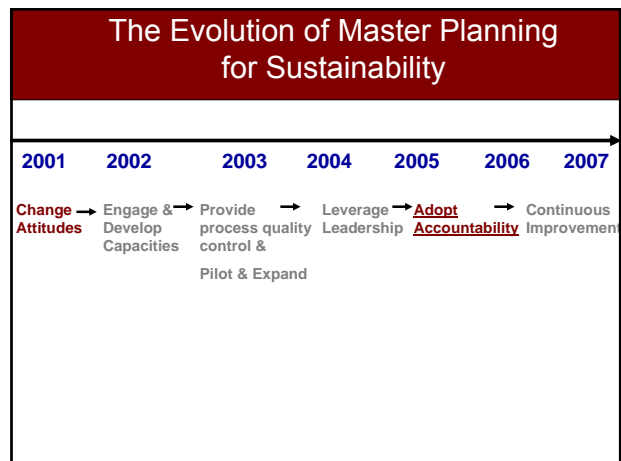 The Evolution of Master Planning
for Sustainability
2001 2002 2003 2004 2005 2006 2007
Change
Attitudes
Engage &
Develop
Capacities
Provide
process quality
control &
Pilot & Expand
Leverage
Leadership
Adopt
Accountability
Continuous
Improvement